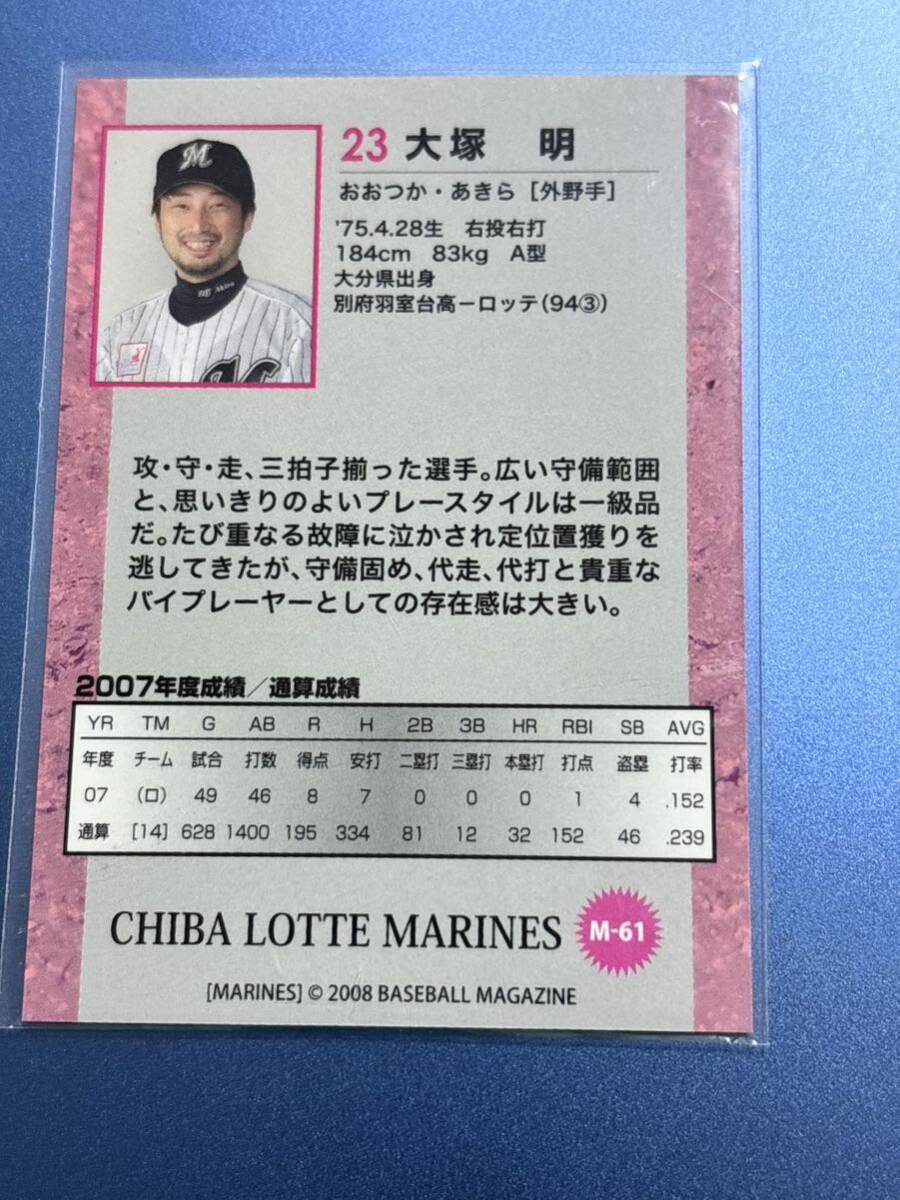 23 大塚 明
おおつか・あきら［外野手］
'75.4.28生 右投右打
184cm 83kg A型
大分県出身
別府羽室台高－ロッテ(94③)
攻・守・走、三拍子揃った選手。広い守備範囲
と、思いきりのよいプレースタイルは一級品
だ。たび重なる故障に泣かされ定位置獲りを
逃してきたが、守備固め、代走、代打と貴重な
バイプレーヤーとしての存在感は大きい。
2007年度成績／通算成績
YR TM G AB R H 2B 3B HR RBI SB AVG
年度 チーム 試合 打数 得点 安打 二塁打 三塁打 本塁打 打点 盗塁 打率
07 (ロ) 49 46 8 7 0 0 0 1 4 .152
通算 [14] 628 1400 195 334 81 12 32 152 46 .239
CHIBA LOTTE MARINES M-61
[MARINES] © 2008 BASEBALL MAGAZINE